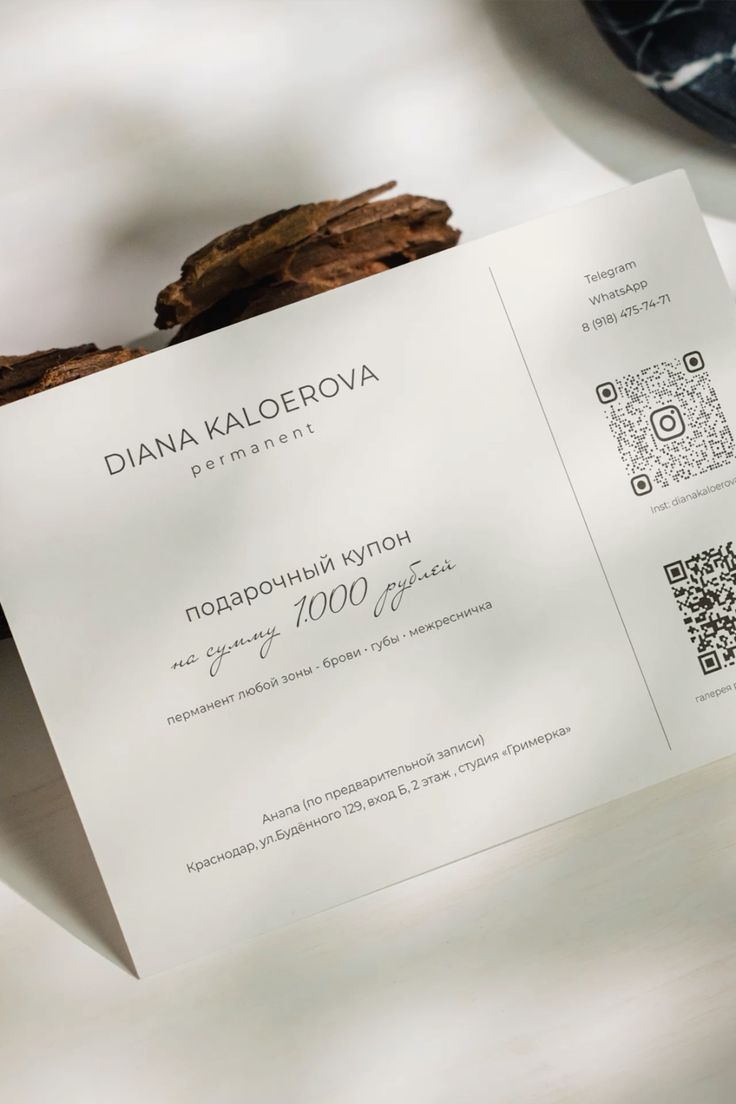 DIANA KALOEROVA
permanent
подарочный купон
на сумму 1.000 рублей
перманент любой зоны - брови · губы · межресничка
Анапа (по предварительной записи)
Краснодар, ул.Будённого 129, вход Б, 2 этаж , студия «Гримерка»
Telegram
WhatsApp
8 (918) 475-74-71
Inst: dianakaloerova
галерея